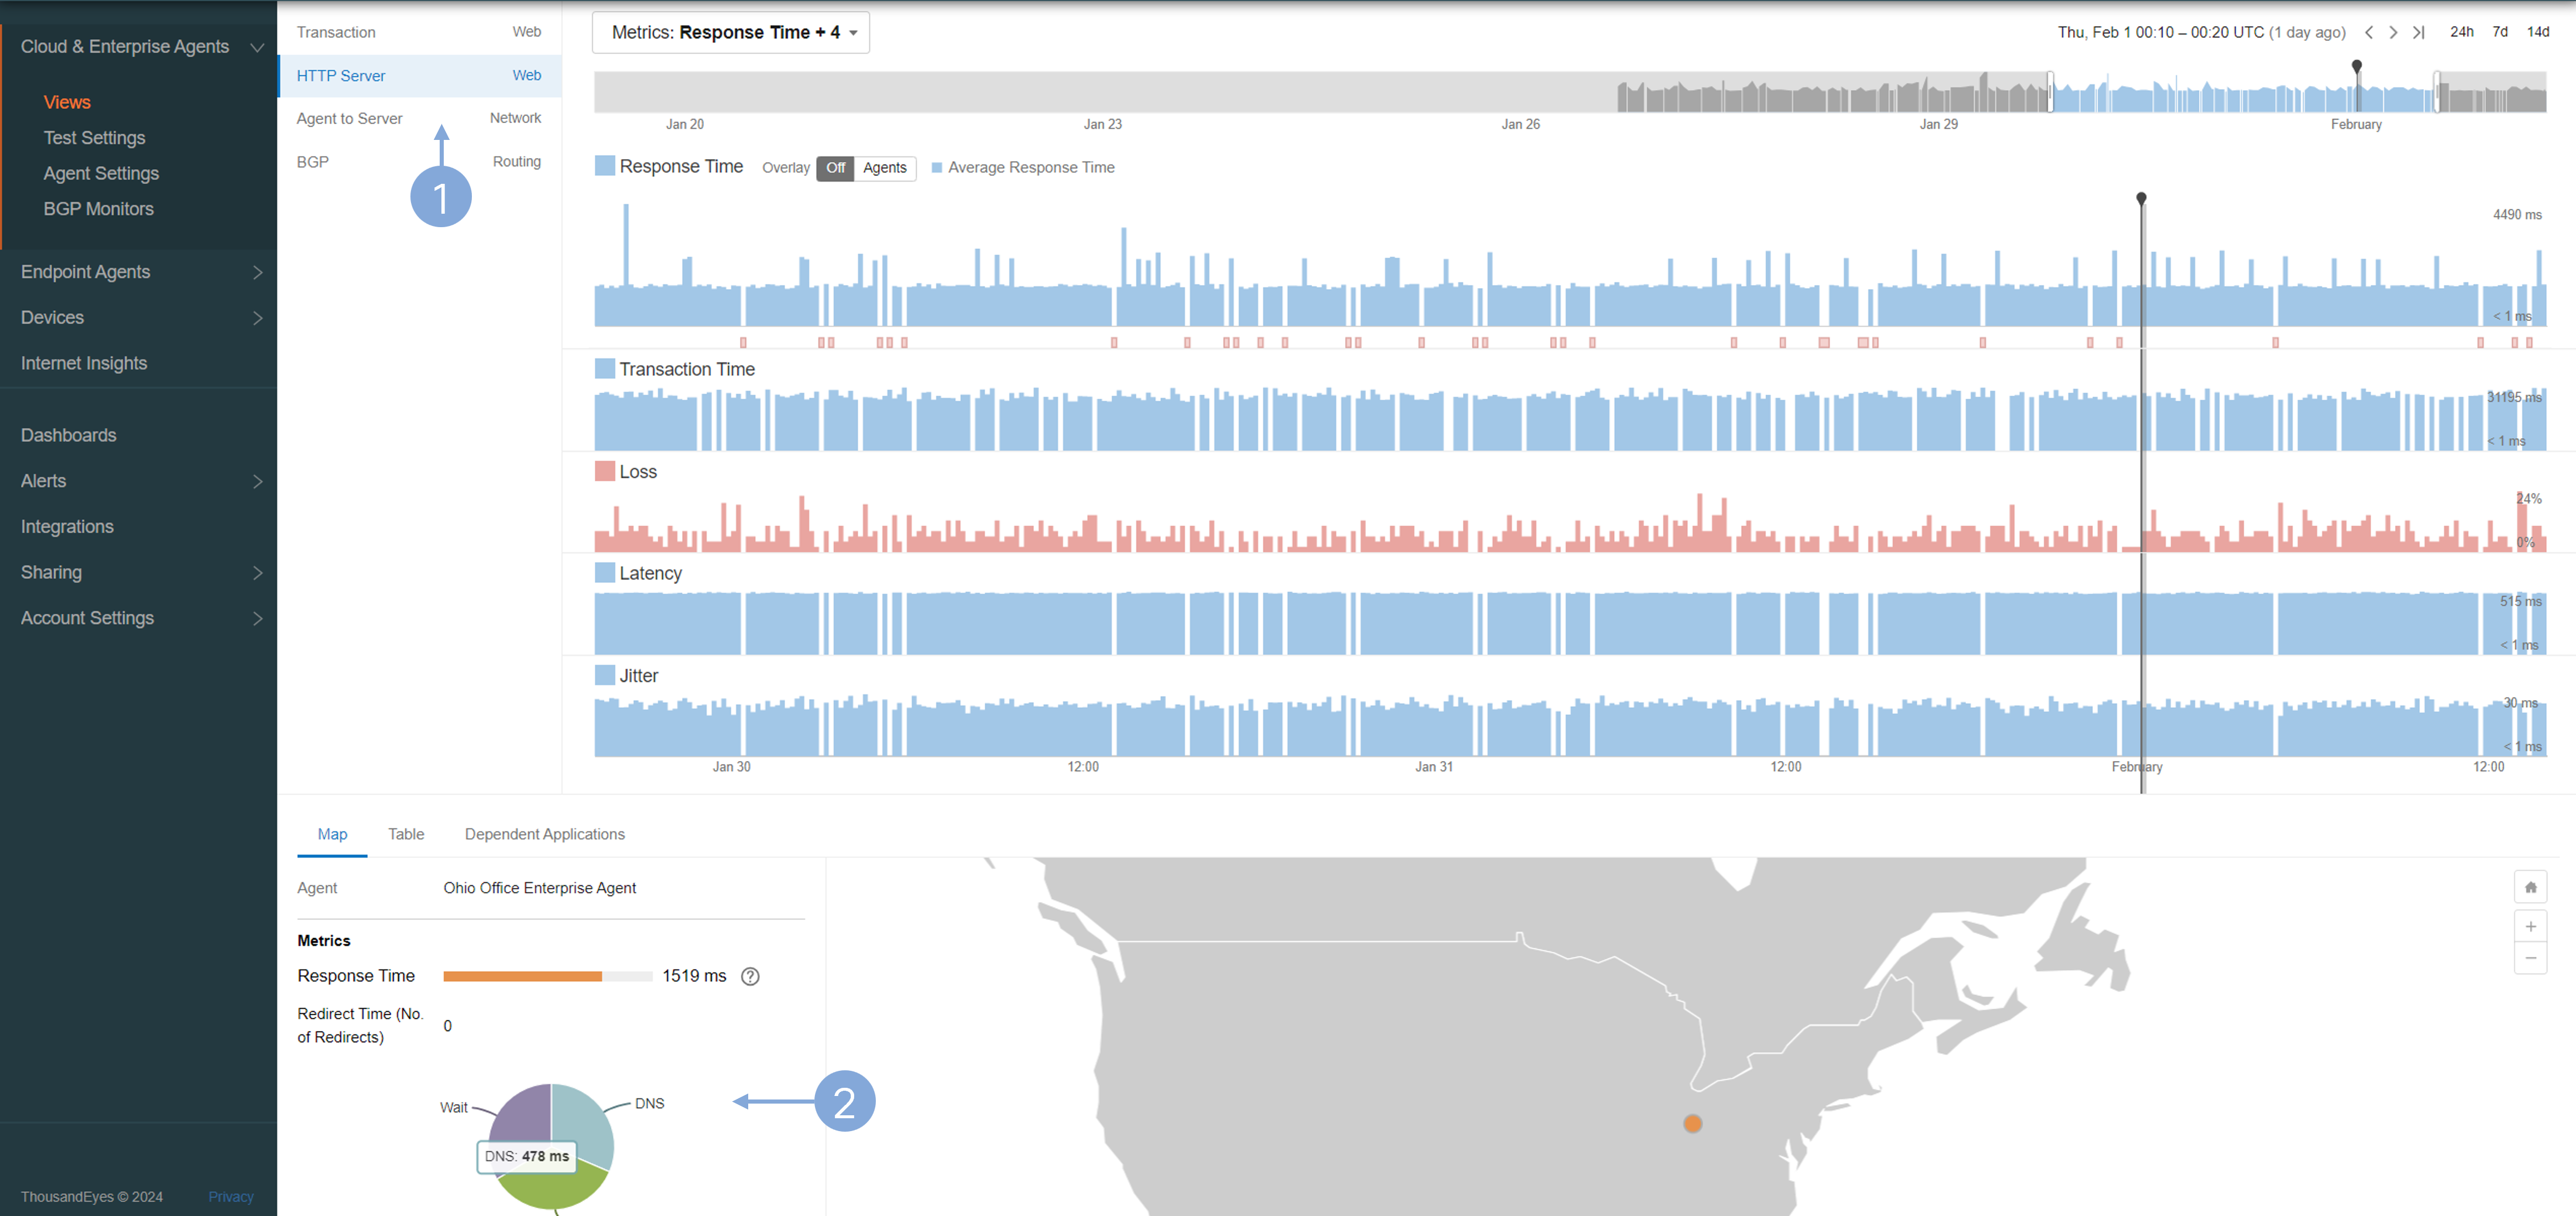 Cloud & Enterprise Agents
Views
Test Settings
Agent Settings
BGP Monitors
Endpoint Agents
Devices
Internet Insights
Dashboards
Alerts
Integrations
Sharing
Account Settings
ThousandEyes © 2024 Privacy
Transaction Web
HTTP Server Web
Agent to Server Network
BGP Routing
1
Metrics: Response Time + 4
Thu, Feb 1 00:10 – 00:20 UTC (1 day ago) 24h 7d 14d
Jan 20 Jan 23 Jan 26 Jan 29 February
Response Time Overlay Off Agents Average Response Time
4490 ms
< 1 ms
Transaction Time
31195 ms
< 1 ms
Loss
24%
0%
Latency
515 ms
< 1 ms
Jitter
30 ms
< 1 ms
Jan 30 12:00 Jan 31 12:00 February 12:00
Map Table Dependent Applications
Agent Ohio Office Enterprise Agent
Metrics
Response Time 1519 ms ?
Redirect Time (No.
of Redirects) 0
Wait DNS
2
DNS: 478 ms
+
−